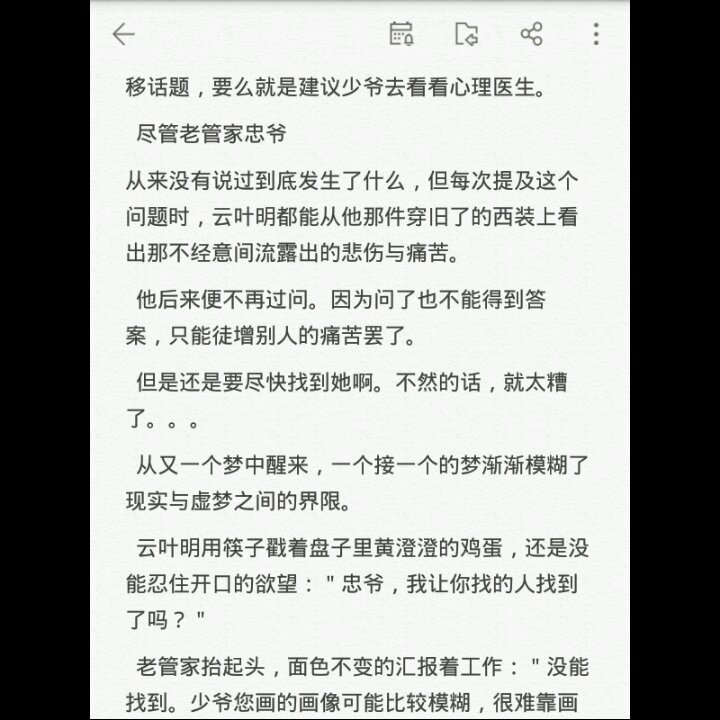 移话题，要么就是建议少爷去看看心理医生。
尽管老管家忠爷
从来没有说过到底发生了什么，但每次提及这个
问题时，云叶明都能从他那件穿旧了的西装上看
出那不经意间流露出的悲伤与痛苦。
他后来便不再过问。因为问了也不能得到答
案，只能徒增别人的痛苦罢了。
但是还是要尽快找到她啊。不然的话，就太糟
了。。。
从又一个梦中醒来，一个接一个的梦渐渐模糊了
现实与虚梦之间的界限。
云叶明用筷子戳着盘子里黄澄澄的鸡蛋，还是没
能忍住开口的欲望："忠爷，我让你找的人找到
了吗？"
老管家抬起头，面色不变的汇报着工作："没能
找到。少爷您画的画像可能比较模糊，很难靠画